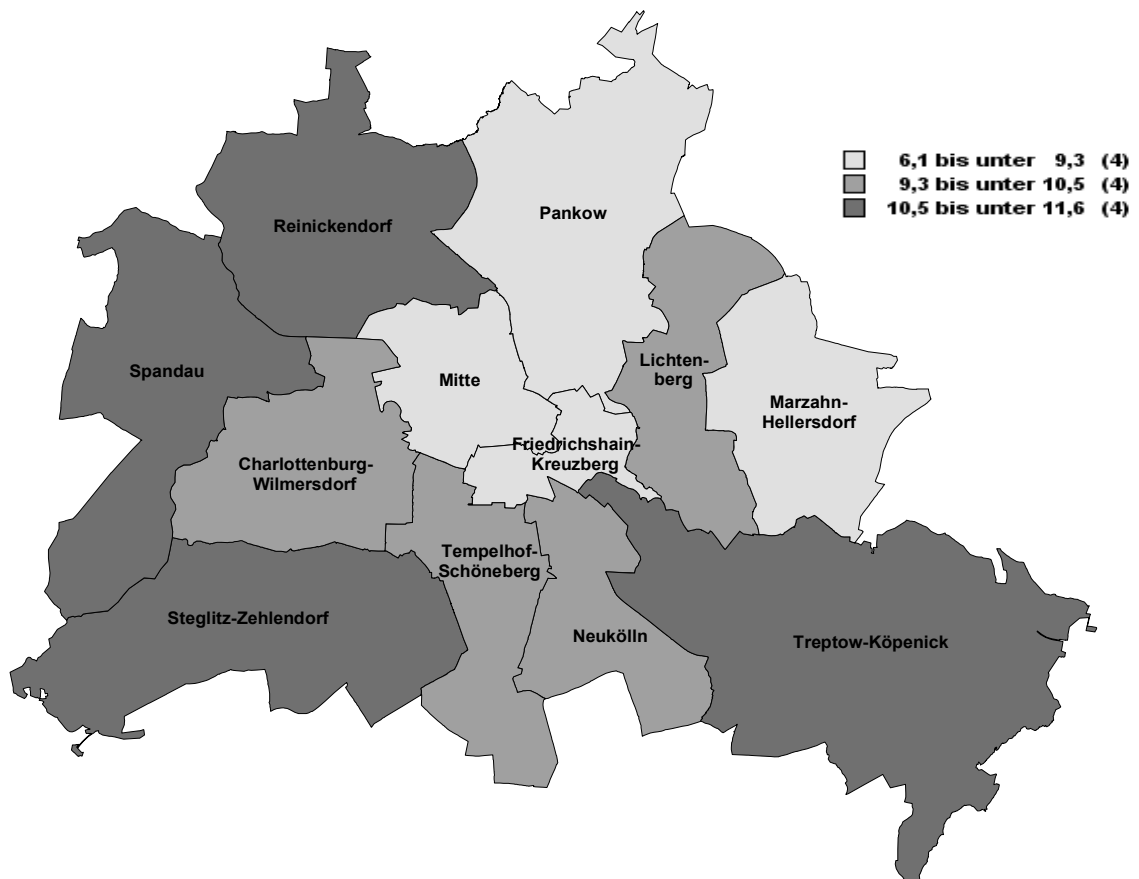 6,1 bis unter 9,3 (4)
9,3 bis unter 10,5 (4)
10,5 bis unter 11,6 (4)
Pankow
Reinickendorf
Lichten-
berg
Spandau
Mitte
Marzahn-
Hellersdorf
Friedrichshain-
Kreuzberg
Charlottenburg-
Wilmersdorf
Tempelhof-
Schöneberg
Steglitz-Zehlendorf
Neukölln
Treptow-Köpenick